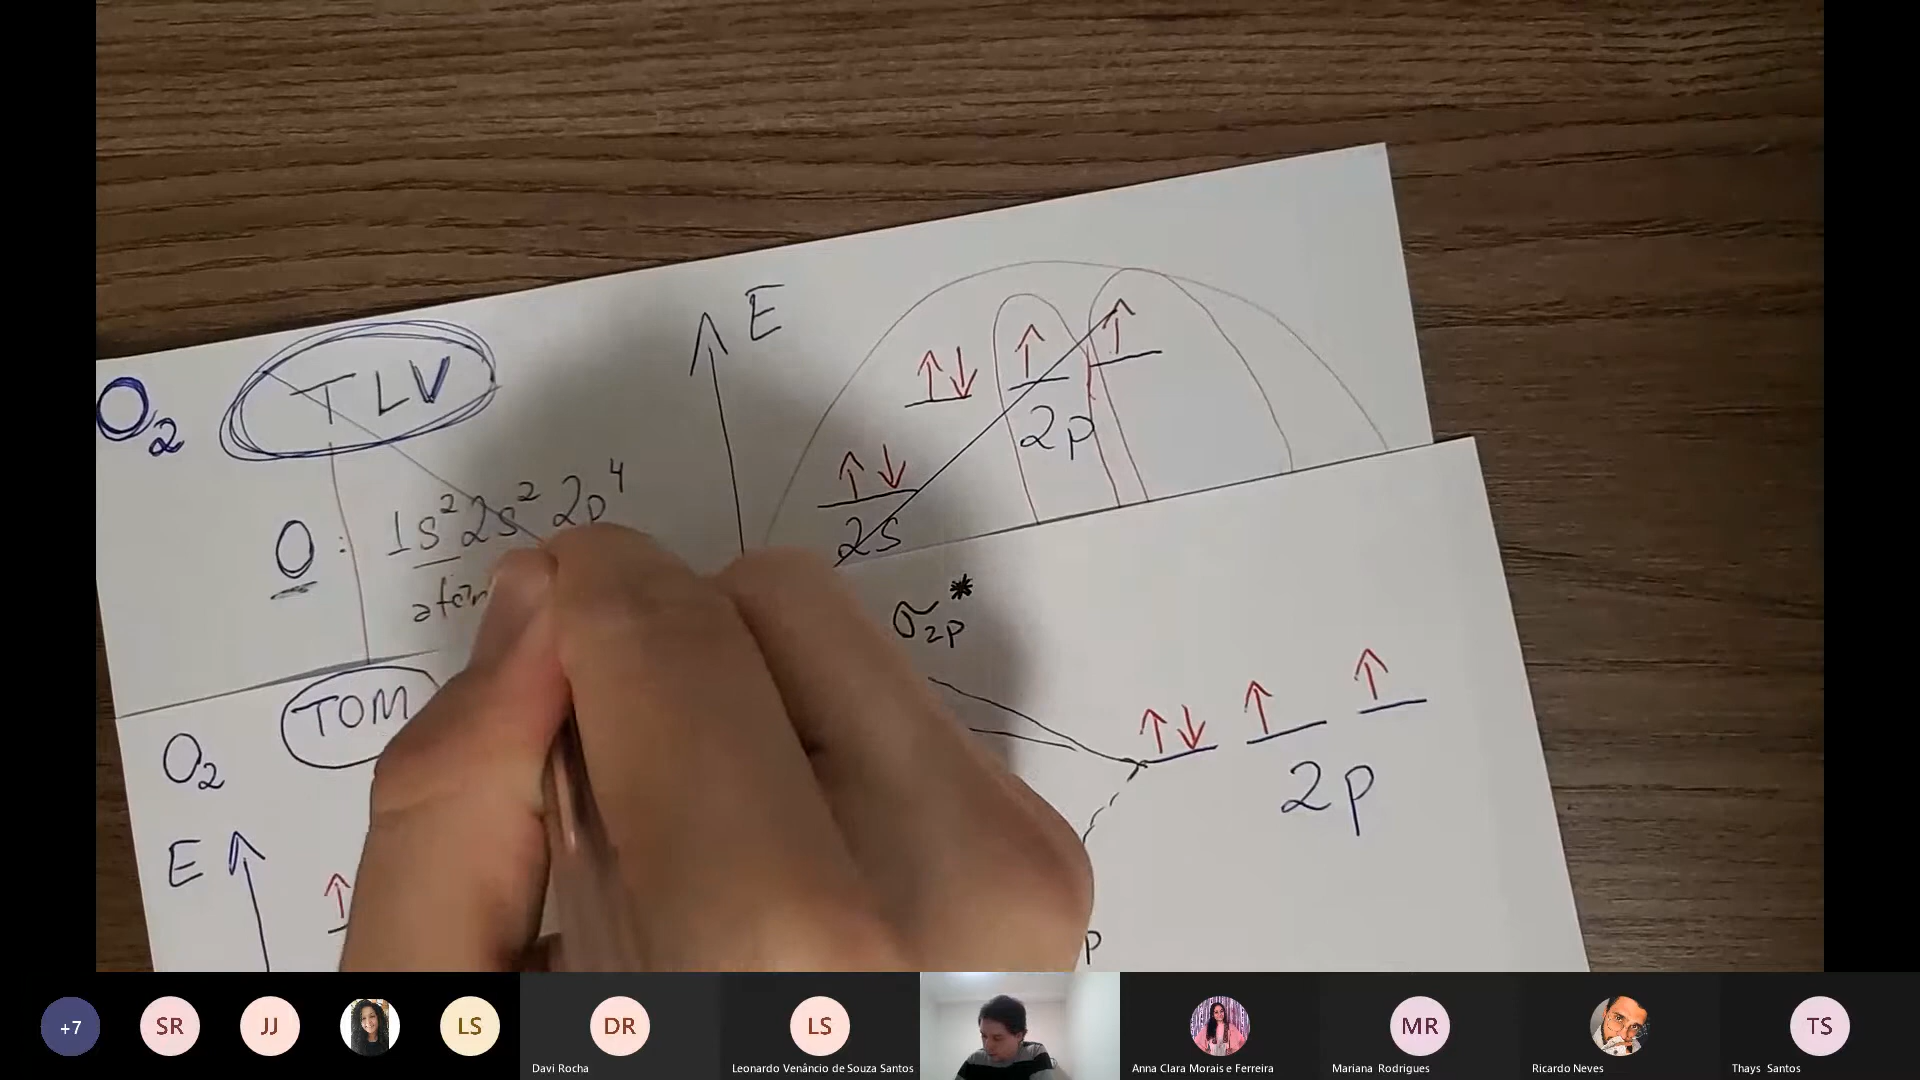 E
O₂ TLV
↑↓ ↑ ↑
2p
↑↓
2s
O : 1s² 2s² 2p⁴
σ₂p*
O₂ TOM
↑↓ ↑ ↑
2p
E
↑
p
+7 SR JJ LS DR LS MR TS
Davi Rocha
Leonardo Venâncio de Souza Santos
Anna Clara Morais e Ferreira
Mariana Rodrigues
Ricardo Neves
Thays Santos